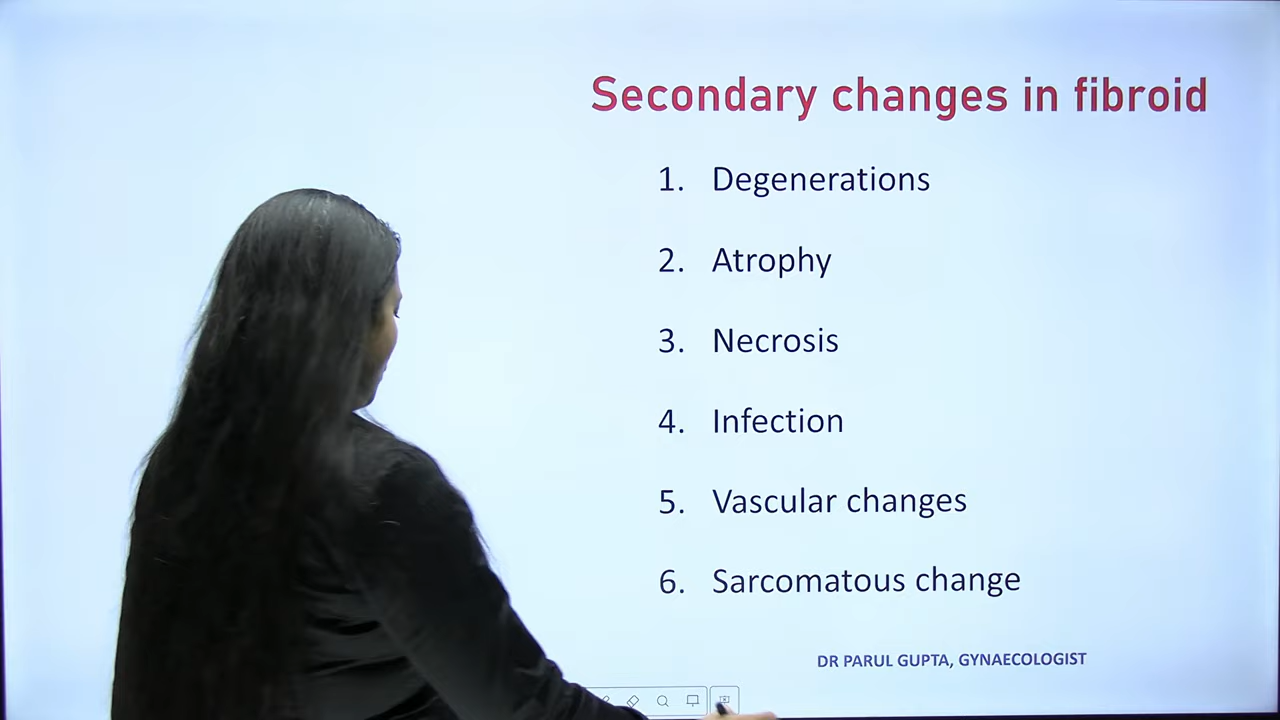 Secondary changes in fibroid
1. Degenerations
2. Atrophy
3. Necrosis
4. Infection
5. Vascular changes
6. Sarcomatous change
DR PARUL GUPTA, GYNAECOLOGIST